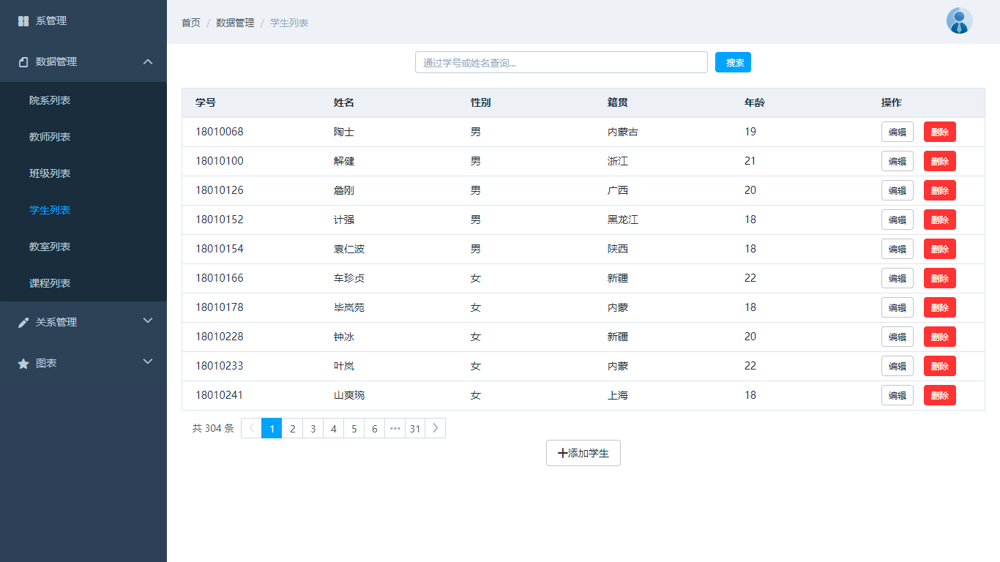 系管理
数据管理
院系列表
教师列表
班级列表
学生列表
教室列表
课程列表
关系管理
图表
首页 / 数据管理 / 学生列表
通过学号或姓名查询... 搜索
学号 姓名 性别 籍贯 年龄 操作
18010068 陶士 男 内蒙古 19 编辑 删除
18010100 解健 男 浙江 21 编辑 删除
18010126 詹刚 男 广西 20 编辑 删除
18010152 计强 男 黑龙江 18 编辑 删除
18010154 袁仁波 男 陕西 18 编辑 删除
18010166 车珍贞 女 新疆 22 编辑 删除
18010178 毕岚苑 女 内蒙 18 编辑 删除
18010228 钟冰 女 新疆 20 编辑 删除
18010233 叶岚 女 内蒙 22 编辑 删除
18010241 山爽琬 女 上海 18 编辑 删除
共 304 条 1 2 3 4 5 6 ••• 31
添加学生